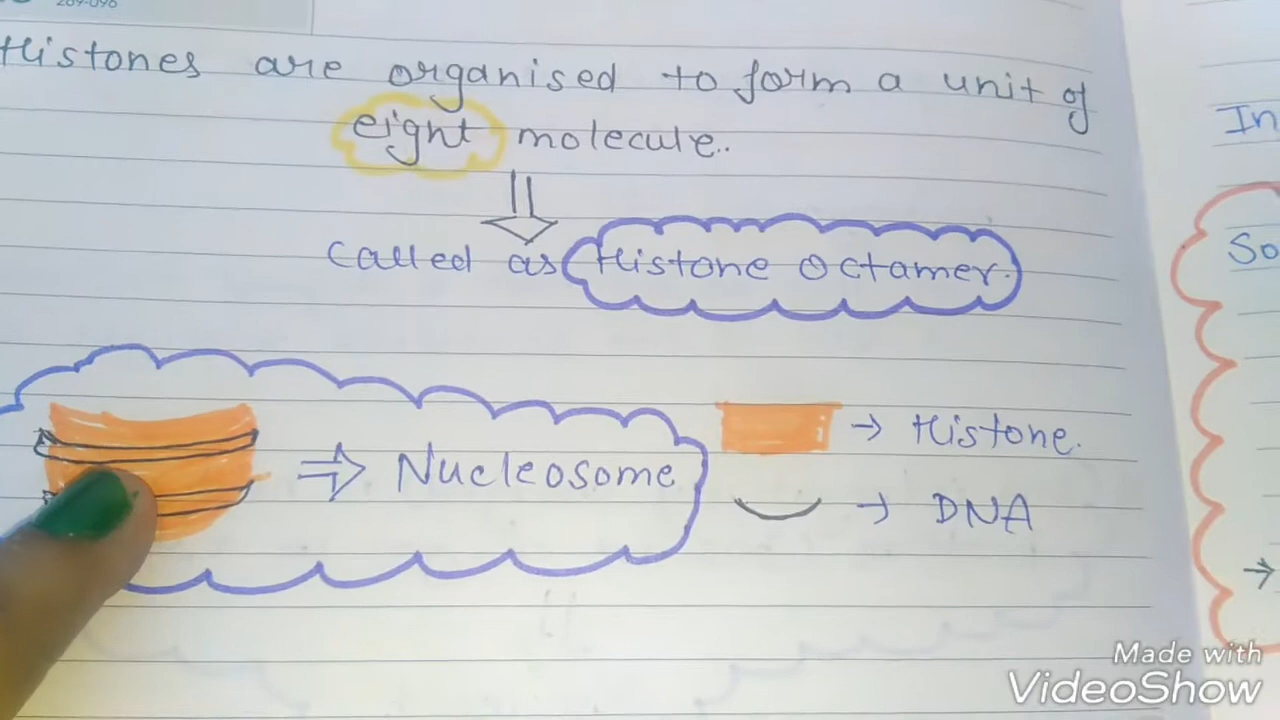 Histones are organised to form a unit of
eight molecule..
called as Histone Octamer.
⇒ Nucleosome
→ Histone.
→ DNA
In
So
→
Made with
VideoShow